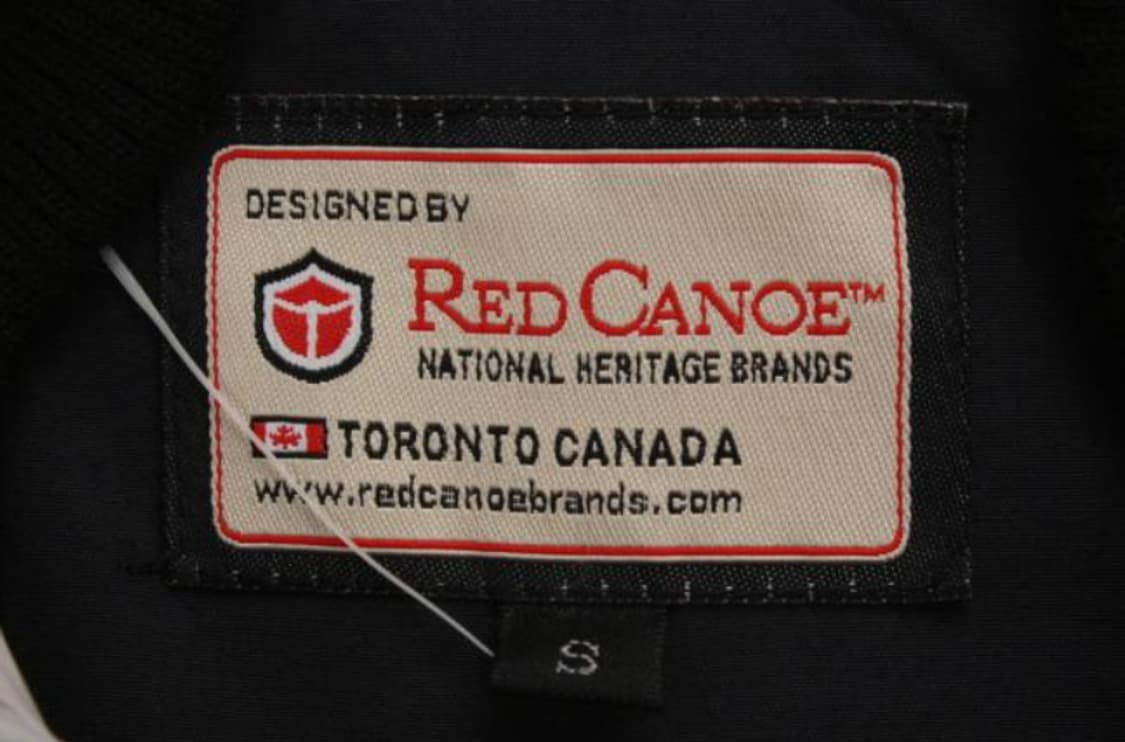 DESIGNED BY
RED CANOE™
NATIONAL HERITAGE BRANDS
TORONTO CANADA
www.redcanoebrands.com
S